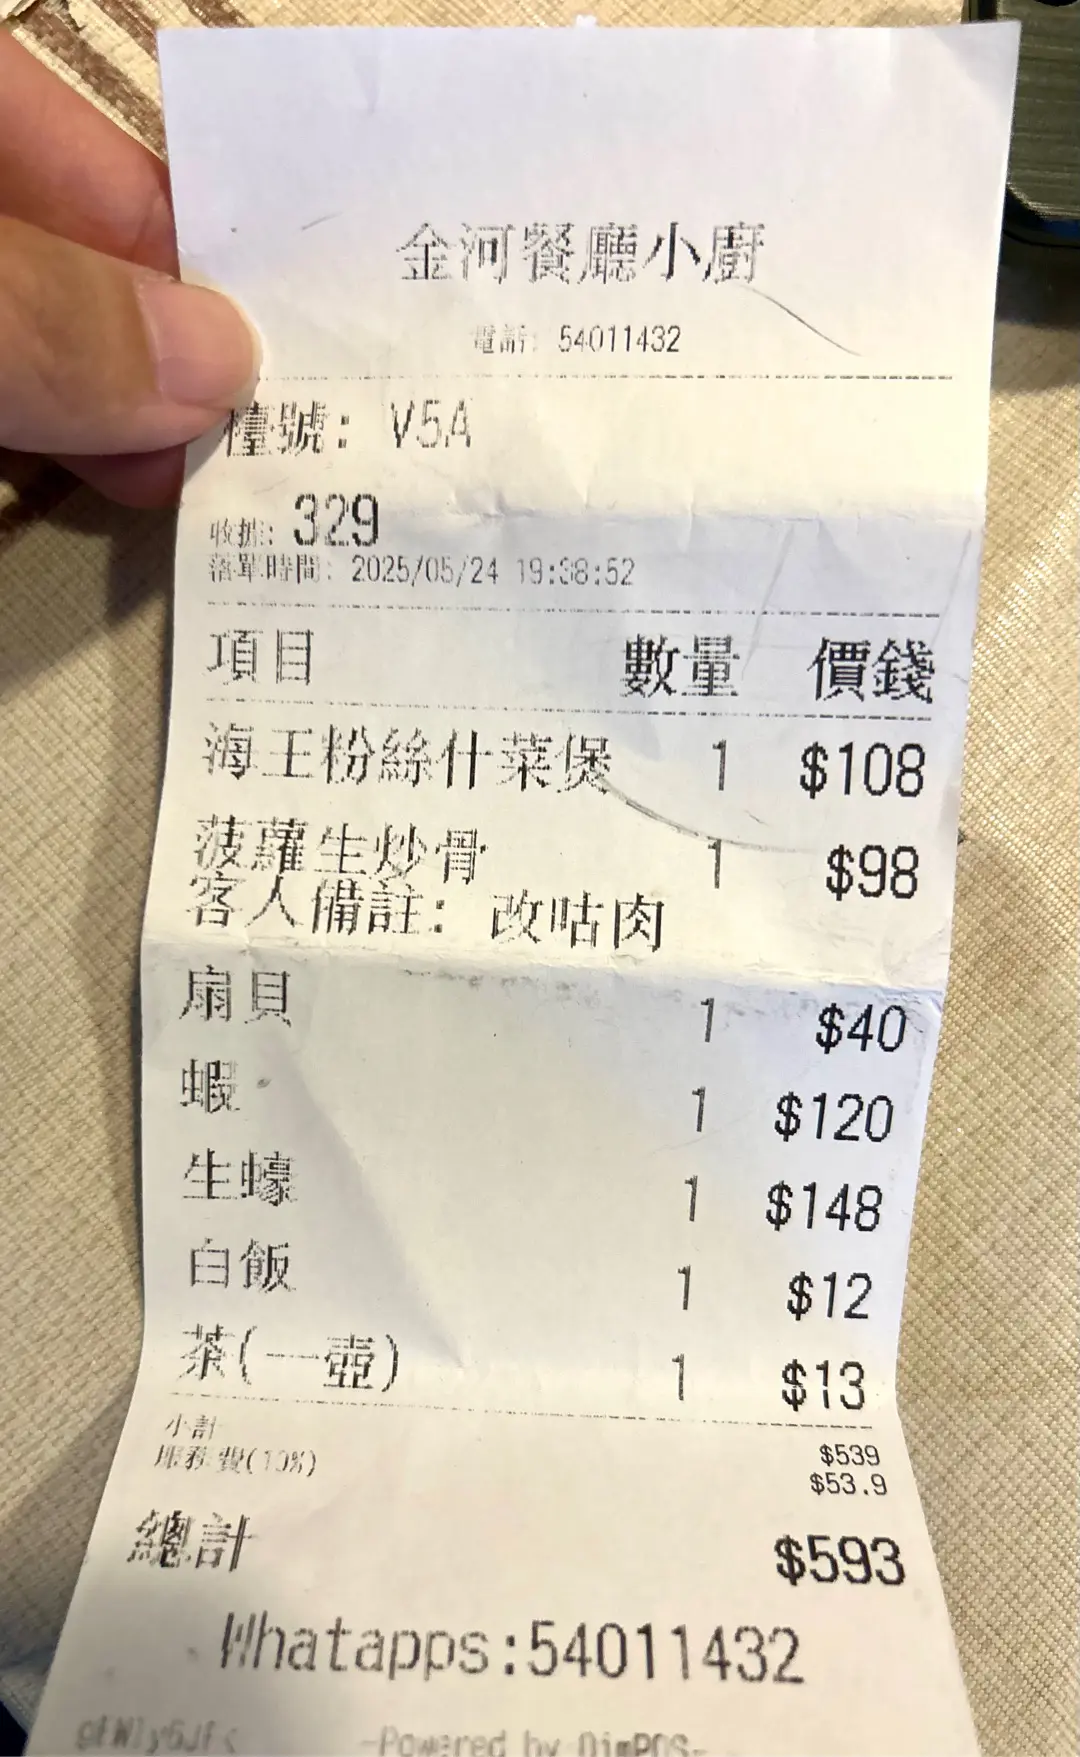 金河餐廳小廚
電話: 54011432
檯號: V5A
收據: 329
落單時間: 2025/05/24 19:38:52
項目 數量 價錢
海王粉絲什菜煲 1 $108
菠蘿生炒骨 1 $98
客人備註: 改咕肉
扇貝 1 $40
蝦 1 $120
生蠔 1 $148
白飯 1 $12
茶(一壺) 1 $13
小計 $539
服務費(10%) $53.9
總計 $593
Whatapps:54011432
-Powered by DimPOS-